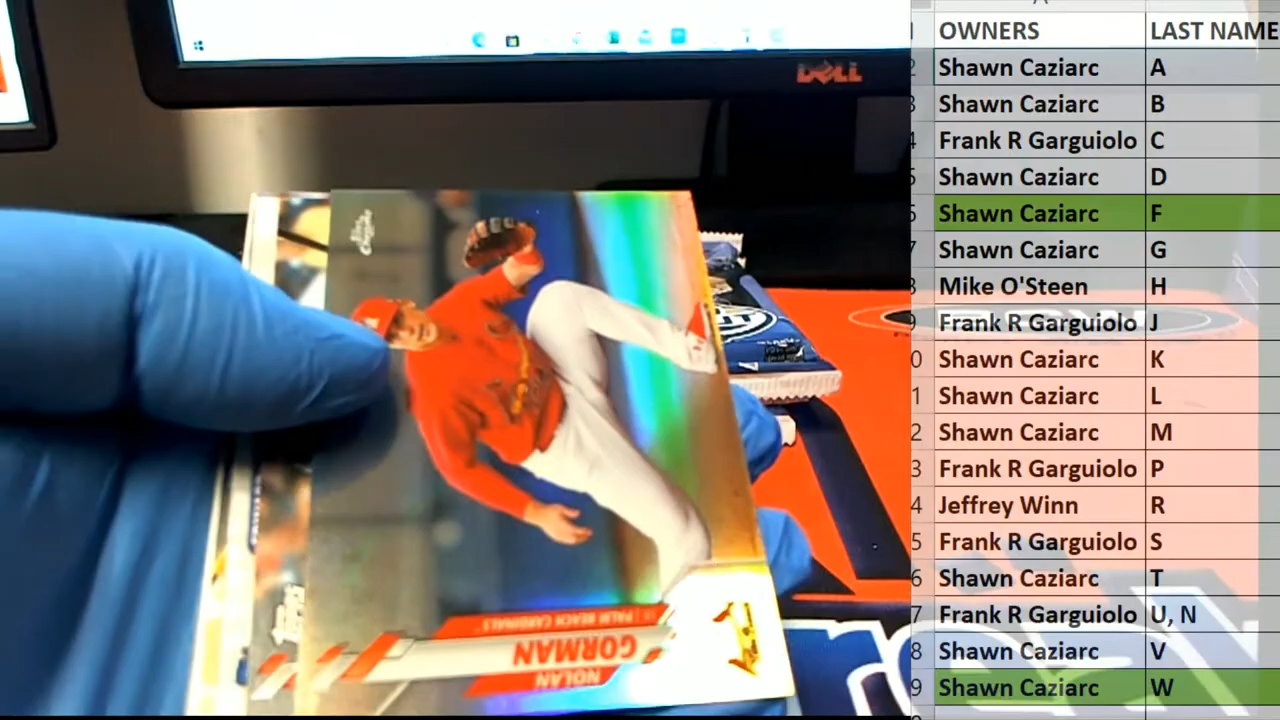 DELL
OWNERS LAST NAME
Shawn Caziarc A
Shawn Caziarc B
Frank R Garguiolo C
Shawn Caziarc D
Shawn Caziarc F
Shawn Caziarc G
Mike O'Steen H
Frank R Garguiolo J
Shawn Caziarc K
Shawn Caziarc L
Shawn Caziarc M
Frank R Garguiolo P
Jeffrey Winn R
Frank R Garguiolo S
Shawn Caziarc T
Frank R Garguiolo U, N
Shawn Caziarc V
Shawn Caziarc W
PALM BEACH CARDINALS
GORMAN
NOLAN